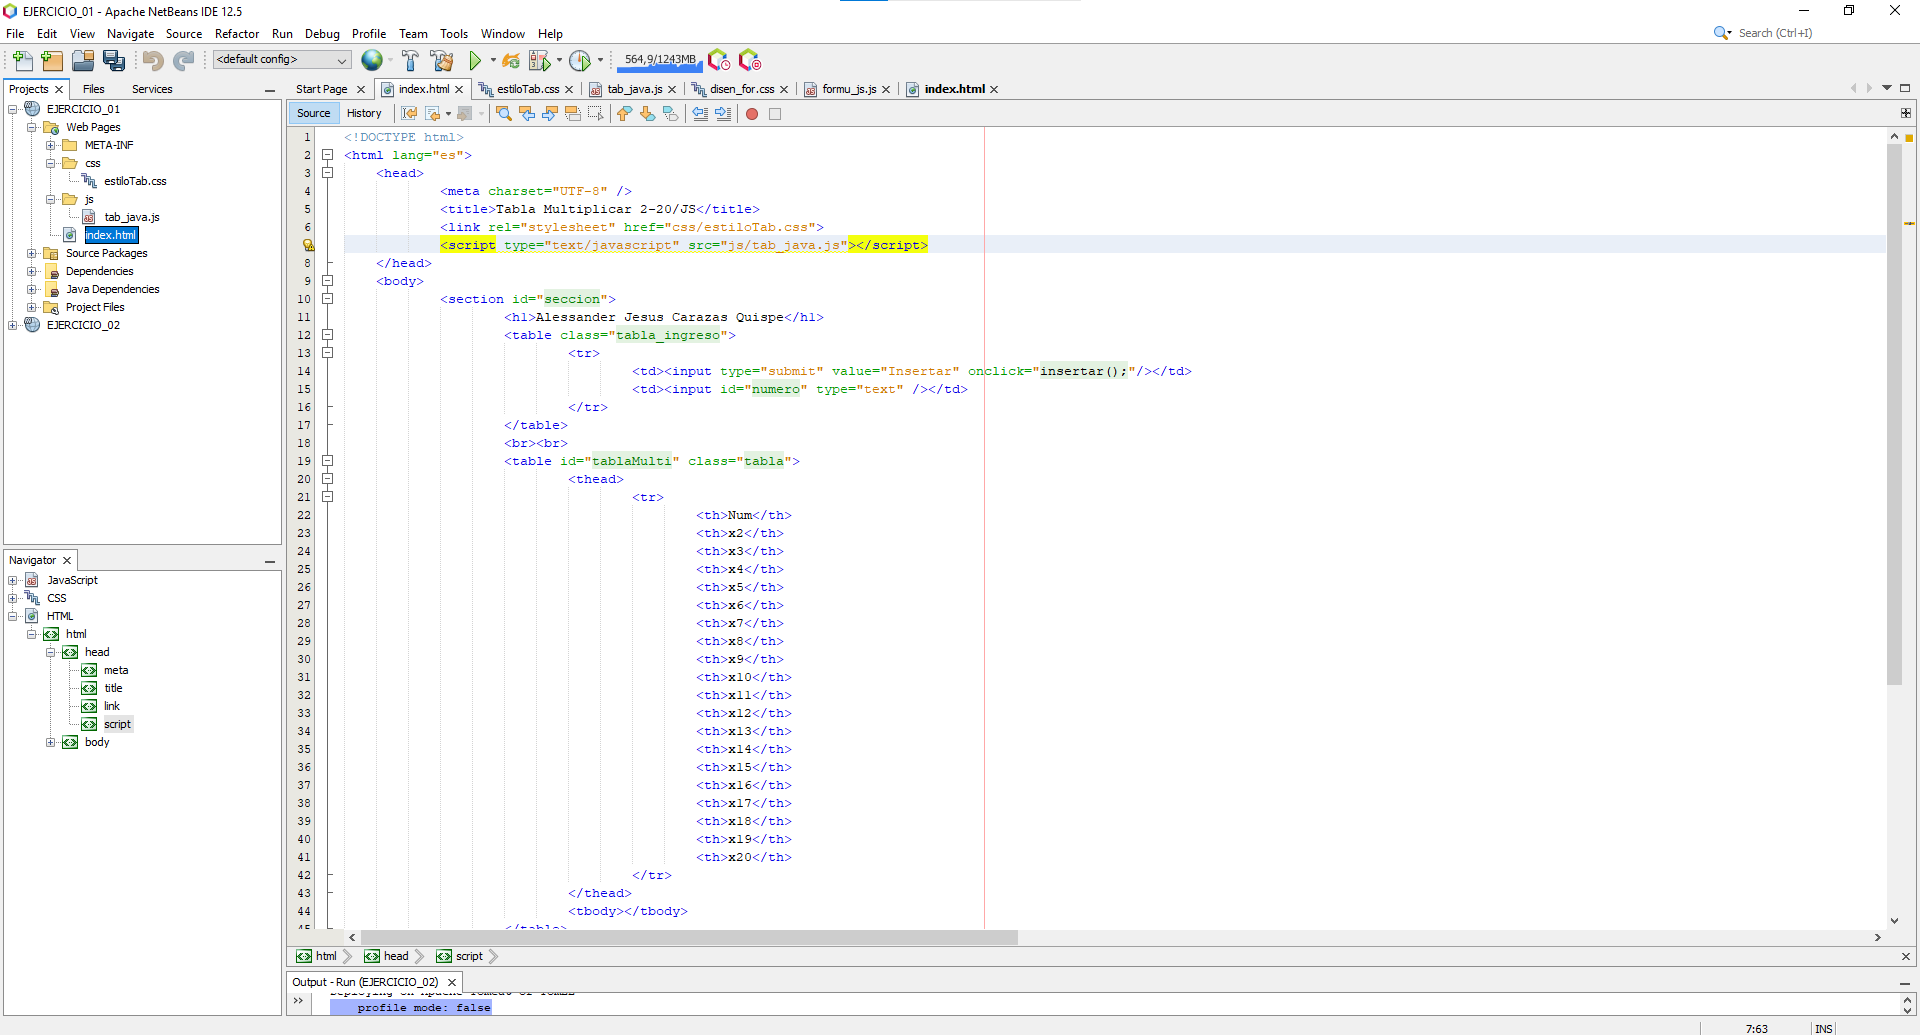 EJERCICIO_01 - Apache NetBeans IDE 12.5
File Edit View Navigate Source Refactor Run Debug Profile Team Tools Window Help
Search (Ctrl+I)
<default config>
564,9/1243MB
Projects Files Services
EJERCICIO_01
Web Pages
META-INF
css
estiloTab.css
js
tab_java.js
index.html
Source Packages
Dependencies
Java Dependencies
Project Files
EJERCICIO_02
Navigator
JavaScript
CSS
HTML
html
head
meta
title
link
script
body
Start Page index.html estiloTab.css tab_java.js disen_for.css formu_js.js index.html
Source History
1 <!DOCTYPE html>
2 <html lang="es">
3 <head>
4 <meta charset="UTF-8" />
5 <title>Tabla Multiplicar 2-20/JS</title>
6 <link rel="stylesheet" href="css/estiloTab.css">
<script type="text/javascript" src="js/tab_java.js"></script>
8 </head>
9 <body>
10 <section id="seccion">
11 <h1>Alessander Jesus Carazas Quispe</h1>
12 <table class="tabla_ingreso">
13 <tr>
14 <td><input type="submit" value="Insertar" onclick="insertar();"/></td>
15 <td><input id="numero" type="text" /></td>
16 </tr>
17 </table>
18 <br><br>
19 <table id="tablaMulti" class="tabla">
20 <thead>
21 <tr>
22 <th>Num</th>
23 <th>x2</th>
24 <th>x3</th>
25 <th>x4</th>
26 <th>x5</th>
27 <th>x6</th>
28 <th>x7</th>
29 <th>x8</th>
30 <th>x9</th>
31 <th>x10</th>
32 <th>x11</th>
33 <th>x12</th>
34 <th>x13</th>
35 <th>x14</th>
36 <th>x15</th>
37 <th>x16</th>
38 <th>x17</th>
39 <th>x18</th>
40 <th>x19</th>
41 <th>x20</th>
42 </tr>
43 </thead>
44 <tbody></tbody>
45 </table>
html head script
Output - Run (EJERCICIO_02)
Deploying on Apache Tomcat or TomEE
profile mode: false
7:63 INS